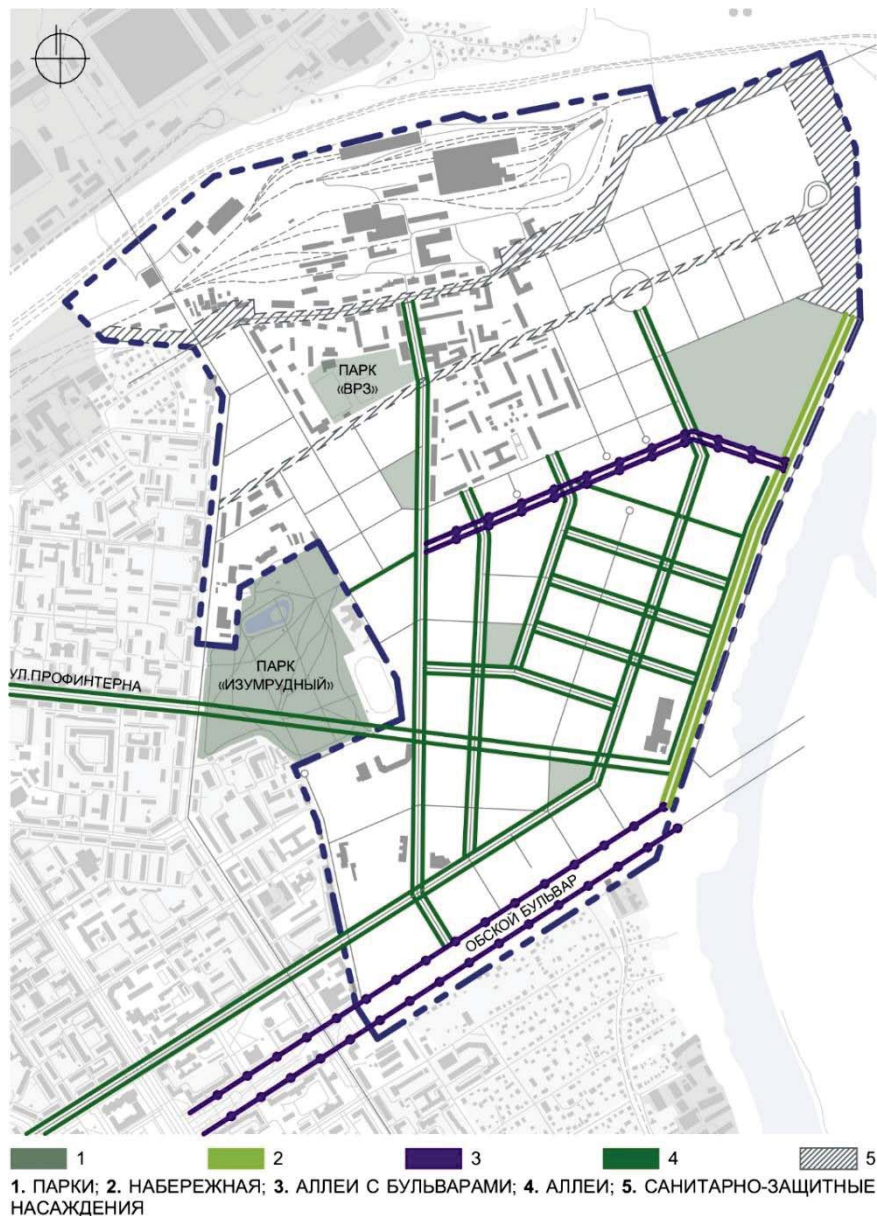 ПАРК
«ВРЗ»
ПАРК
«ИЗУМРУДНЫЙ»
УЛ.ПРОФИНТЕРНА
ОБСКОЙ БУЛЬВАР
1 2 3 4 5
1. ПАРКИ; 2. НАБЕРЕЖНАЯ; 3. АЛЛЕИ С БУЛЬВАРАМИ; 4. АЛЛЕИ; 5. САНИТАРНО-ЗАЩИТНЫЕ
НАСАЖДЕНИЯ